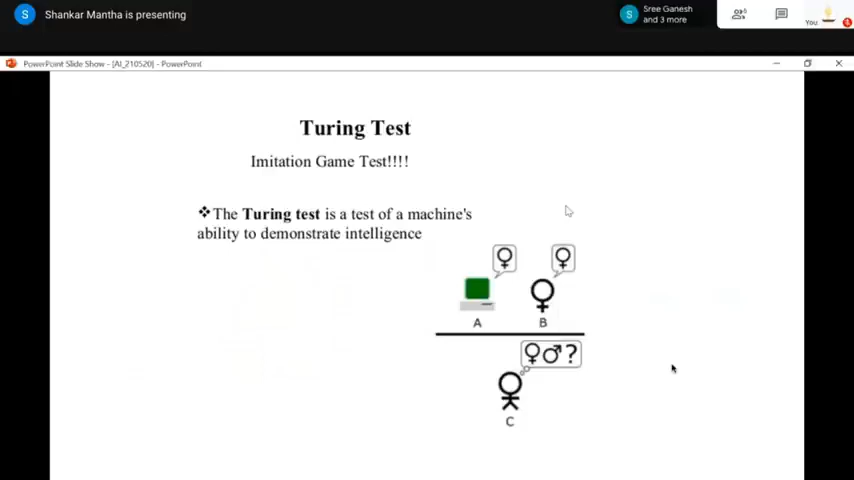 S Shankar Mantha is presenting
S Sree Ganesh
and 3 more
You
4
PowerPoint Slide Show - [AI_210520] - PowerPoint
Turing Test
Imitation Game Test!!!!
❖The Turing test is a test of a machine's
ability to demonstrate intelligence
♀ ♀
A B
♀♂?
C